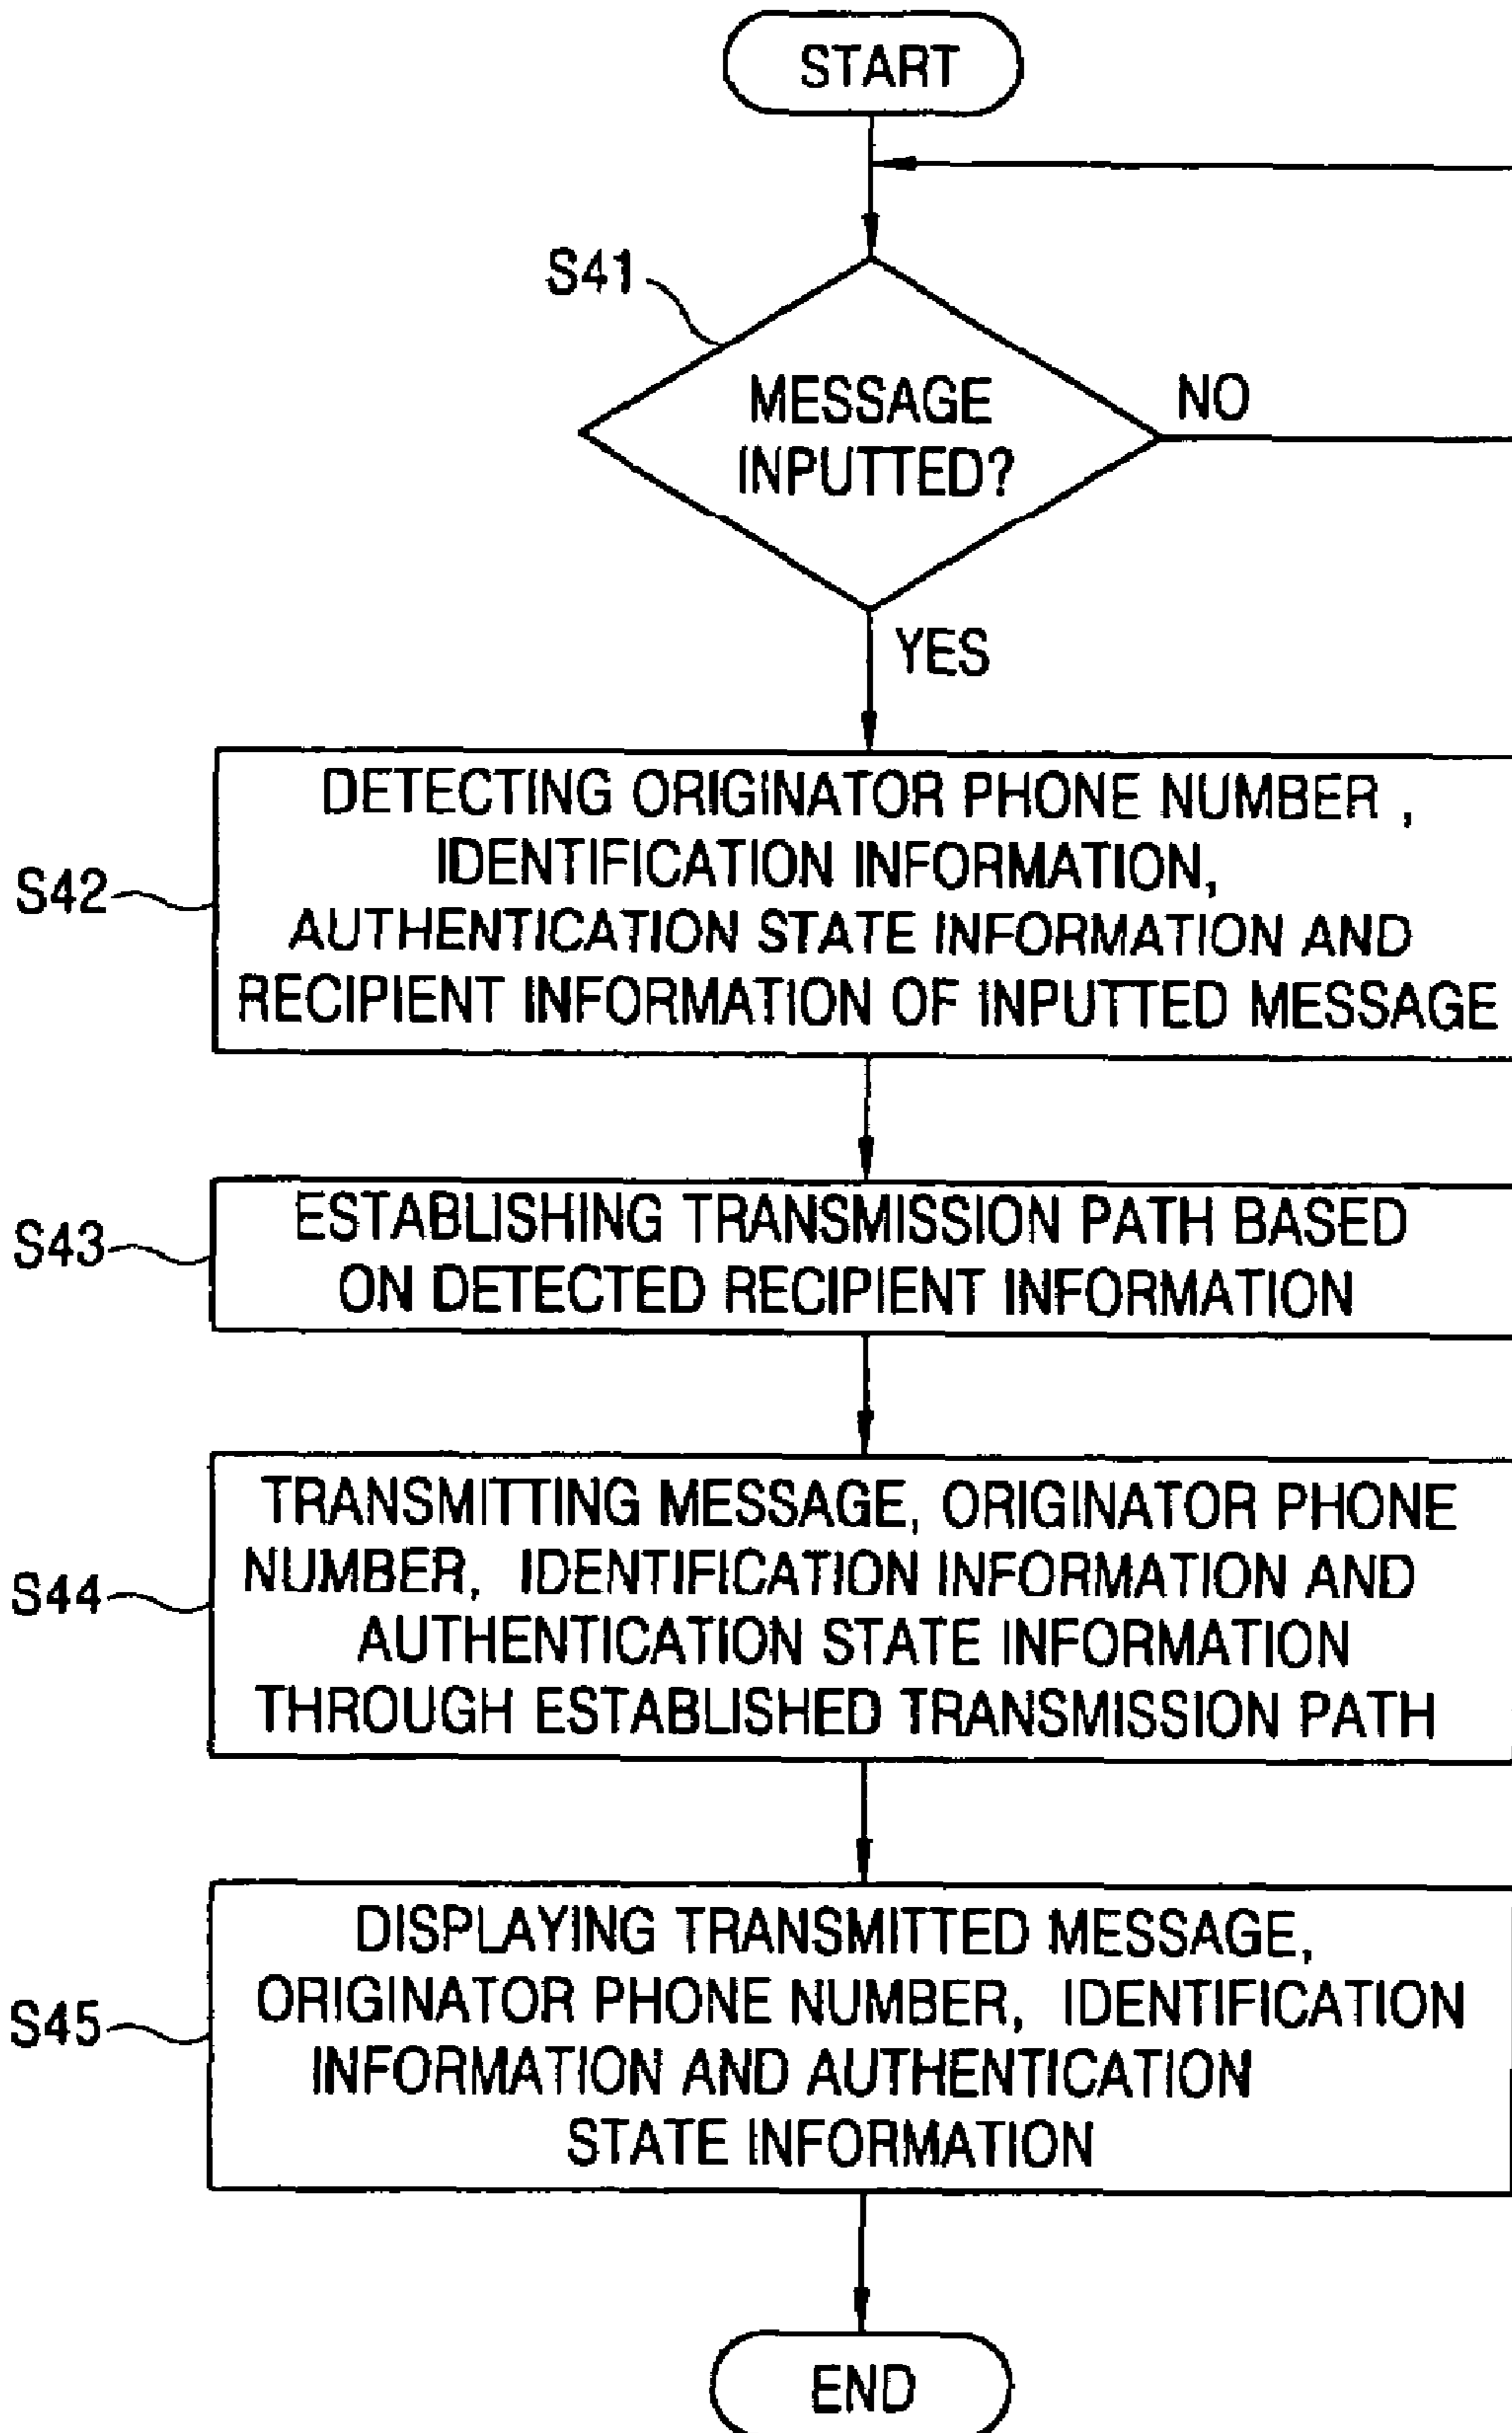 START
S41
MESSAGE
INPUTTED?
NO
YES
S42
DETECTING ORIGINATOR PHONE NUMBER ,
IDENTIFICATION INFORMATION,
AUTHENTICATION STATE INFORMATION AND
RECIPIENT INFORMATION OF INPUTTED MESSAGE
S43
ESTABLISHING TRANSMISSION PATH BASED
ON DETECTED RECIPIENT INFORMATION
S44
TRANSMITTING MESSAGE, ORIGINATOR PHONE
NUMBER, IDENTIFICATION INFORMATION AND
AUTHENTICATION STATE INFORMATION
THROUGH ESTABLISHED TRANSMISSION PATH
S45
DISPLAYING TRANSMITTED MESSAGE,
ORIGINATOR PHONE NUMBER, IDENTIFICATION
INFORMATION AND AUTHENTICATION
STATE INFORMATION
END